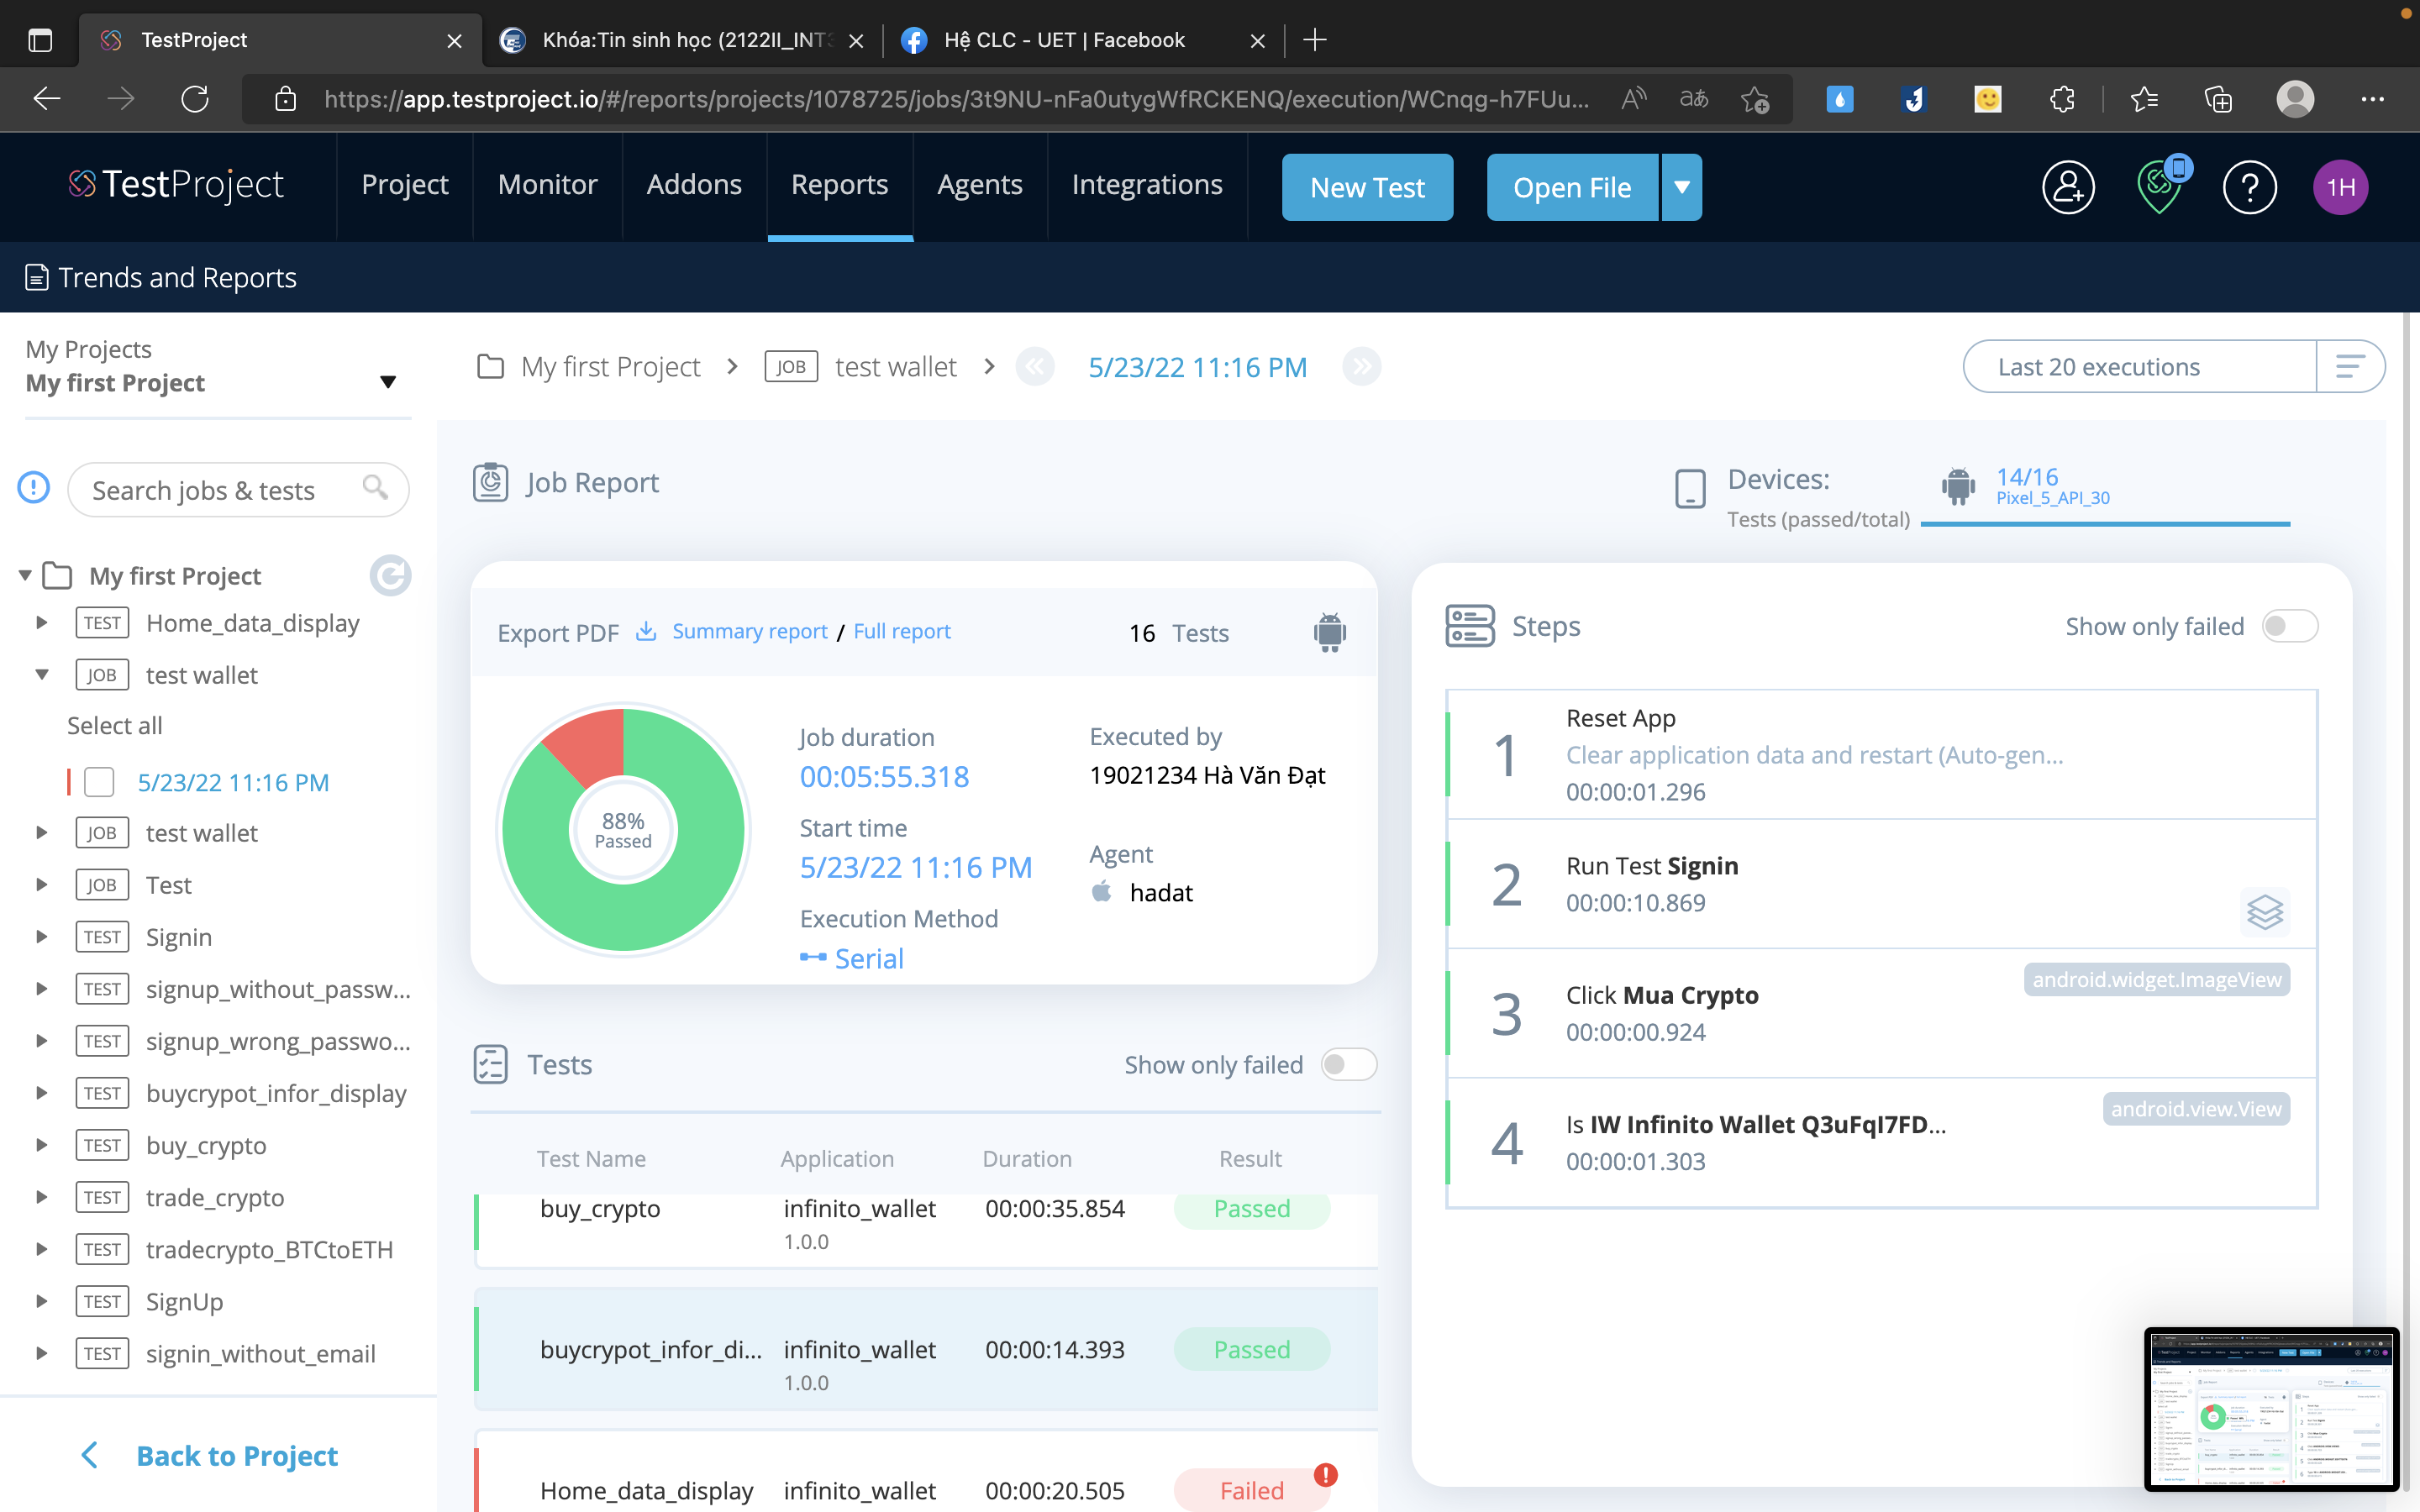 TestProject
Khóa:Tin sinh học (2122II_INT3
Hệ CLC - UET | Facebook
https://app.testproject.io/#/reports/projects/1078725/jobs/3t9NU-nFa0utygWfRCKENQ/execution/WCnqg-h7FUu...
TestProject
Project
Monitor
Addons
Reports
Agents
Integrations
New Test
Open File
1H
Trends and Reports
My Projects
My first Project
My first Project
JOB
test wallet
5/23/22 11:16 PM
Last 20 executions
Search jobs & tests
My first Project
TEST Home_data_display
JOB test wallet
Select all
5/23/22 11:16 PM
JOB test wallet
JOB Test
TEST Signin
TEST signup_without_passw...
TEST signup_wrong_passwo...
TEST buycrypot_infor_display
TEST buy_crypto
TEST trade_crypto
TEST tradecrypto_BTCtoETH
TEST SignUp
TEST signin_without_email
Back to Project
Job Report
Devices:
Tests (passed/total)
14/16
Pixel_5_API_30
Export PDF Summary report / Full report
16 Tests
88%
Passed
Job duration
00:05:55.318
Start time
5/23/22 11:16 PM
Execution Method
Serial
Executed by
19021234 Hà Văn Đạt
Agent
hadat
Tests
Show only failed
Test Name Application Duration Result
buy_crypto infinito_wallet 00:00:35.854 Passed
1.0.0
buycrypot_infor_di... infinito_wallet 00:00:14.393 Passed
1.0.0
Home_data_display infinito_wallet 00:00:20.505 Failed
Steps
Show only failed
1
Reset App
Clear application data and restart (Auto-gen...
00:00:01.296
2
Run Test Signin
00:00:10.869
3
Click Mua Crypto
00:00:00.924
android.widget.ImageView
4
Is IW Infinito Wallet Q3uFqI7FD...
00:00:01.303
android.view.View